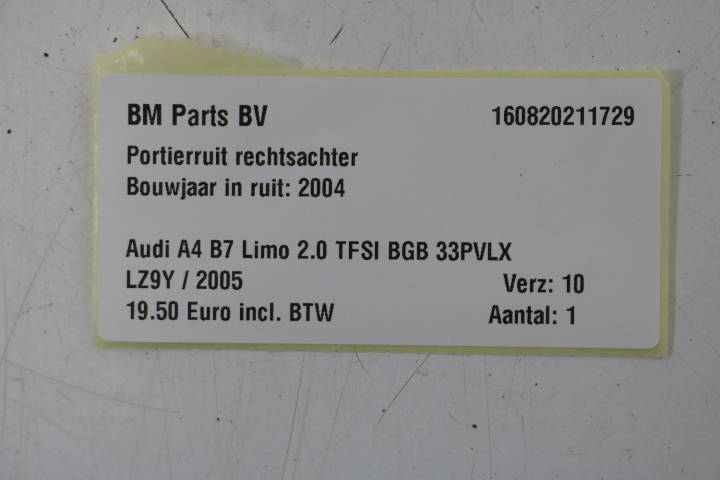 BM Parts BV 160820211729
Portierruit rechtsachter
Bouwjaar in ruit: 2004
Audi A4 B7 Limo 2.0 TFSI BGB 33PVLX
LZ9Y / 2005 Verz: 10
19.50 Euro incl. BTW Aantal: 1